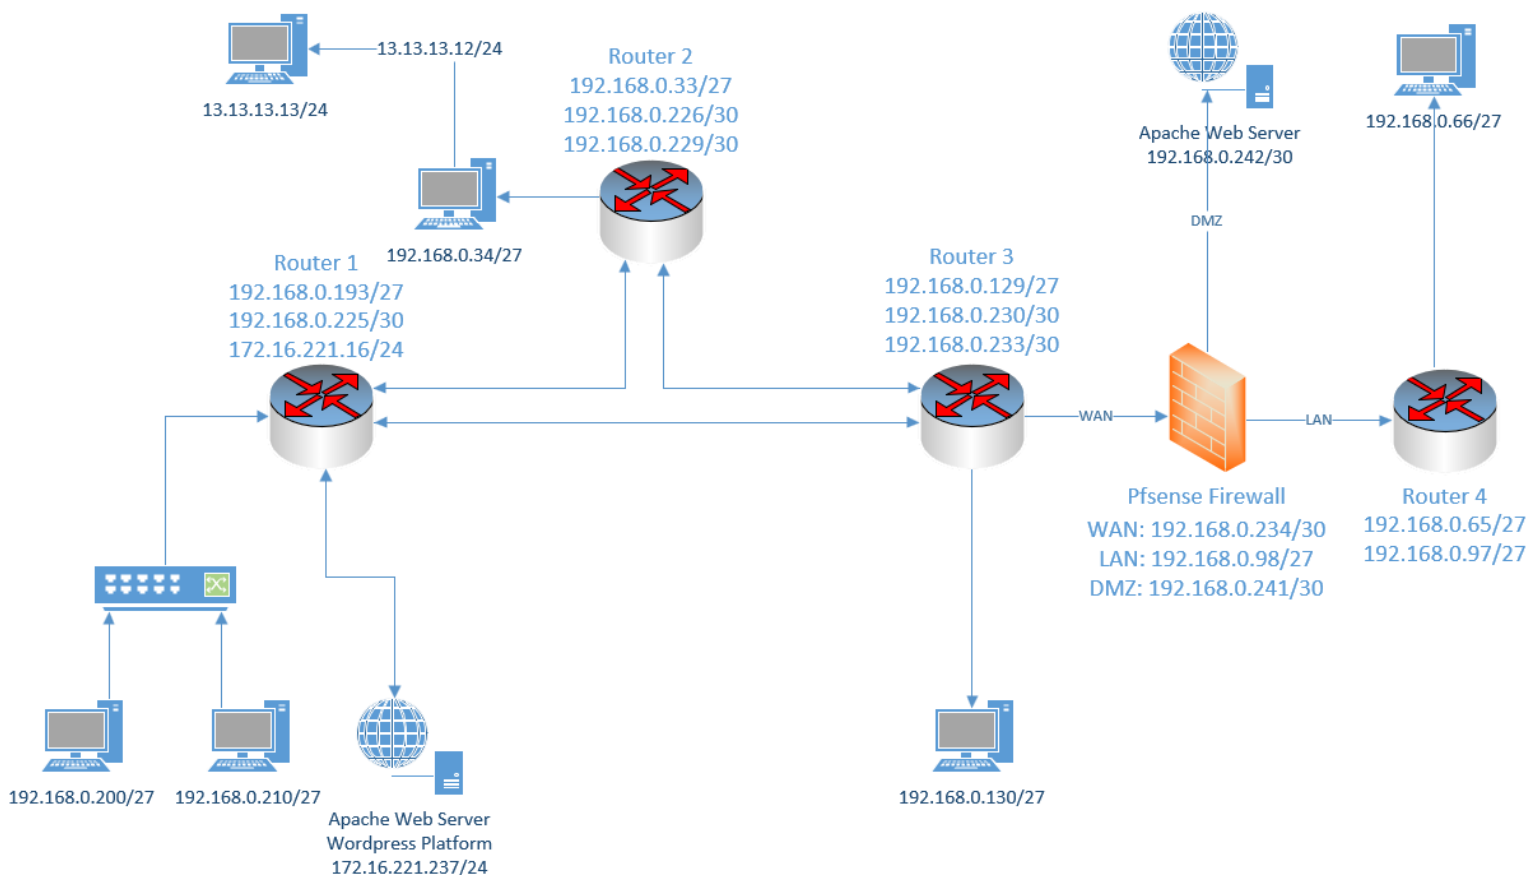 13.13.13.12/24
13.13.13.13/24
Router 2
192.168.0.33/27
192.168.0.226/30
192.168.0.229/30
192.168.0.34/27
Apache Web Server
192.168.0.242/30
192.168.0.66/27
DMZ
Router 1
192.168.0.193/27
192.168.0.225/30
172.16.221.16/24
Router 3
192.168.0.129/27
192.168.0.230/30
192.168.0.233/30
WAN
LAN
Pfsense Firewall
WAN: 192.168.0.234/30
LAN: 192.168.0.98/27
DMZ: 192.168.0.241/30
Router 4
192.168.0.65/27
192.168.0.97/27
192.168.0.200/27
192.168.0.210/27
Apache Web Server
Wordpress Platform
172.16.221.237/24
192.168.0.130/27